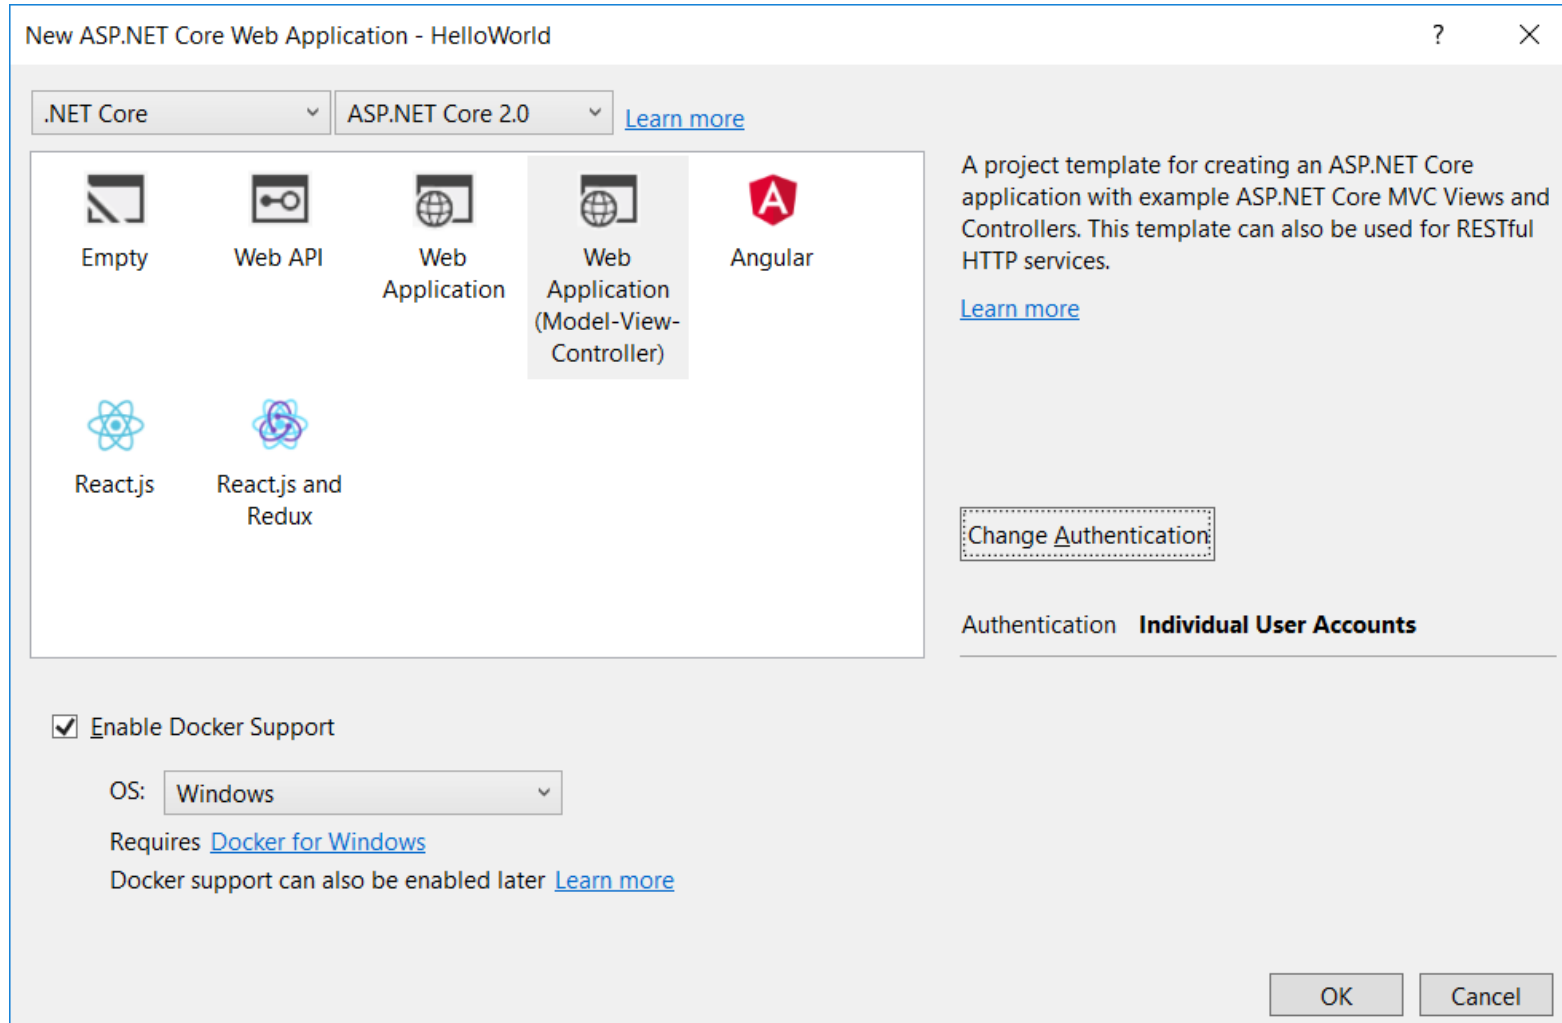 New ASP.NET Core Web Application - HelloWorld
?
.NET Core
ASP.NET Core 2.0
Learn more
Empty
Web API
Web
Application
Web
Application
(Model-View-
Controller)
Angular
React.js
React.js and
Redux
A project template for creating an ASP.NET Core
application with example ASP.NET Core MVC Views and
Controllers. This template can also be used for RESTful
HTTP services.
Learn more
Change Authentication
Authentication Individual User Accounts
Enable Docker Support
OS: Windows
Requires Docker for Windows
Docker support can also be enabled later Learn more
OK
Cancel